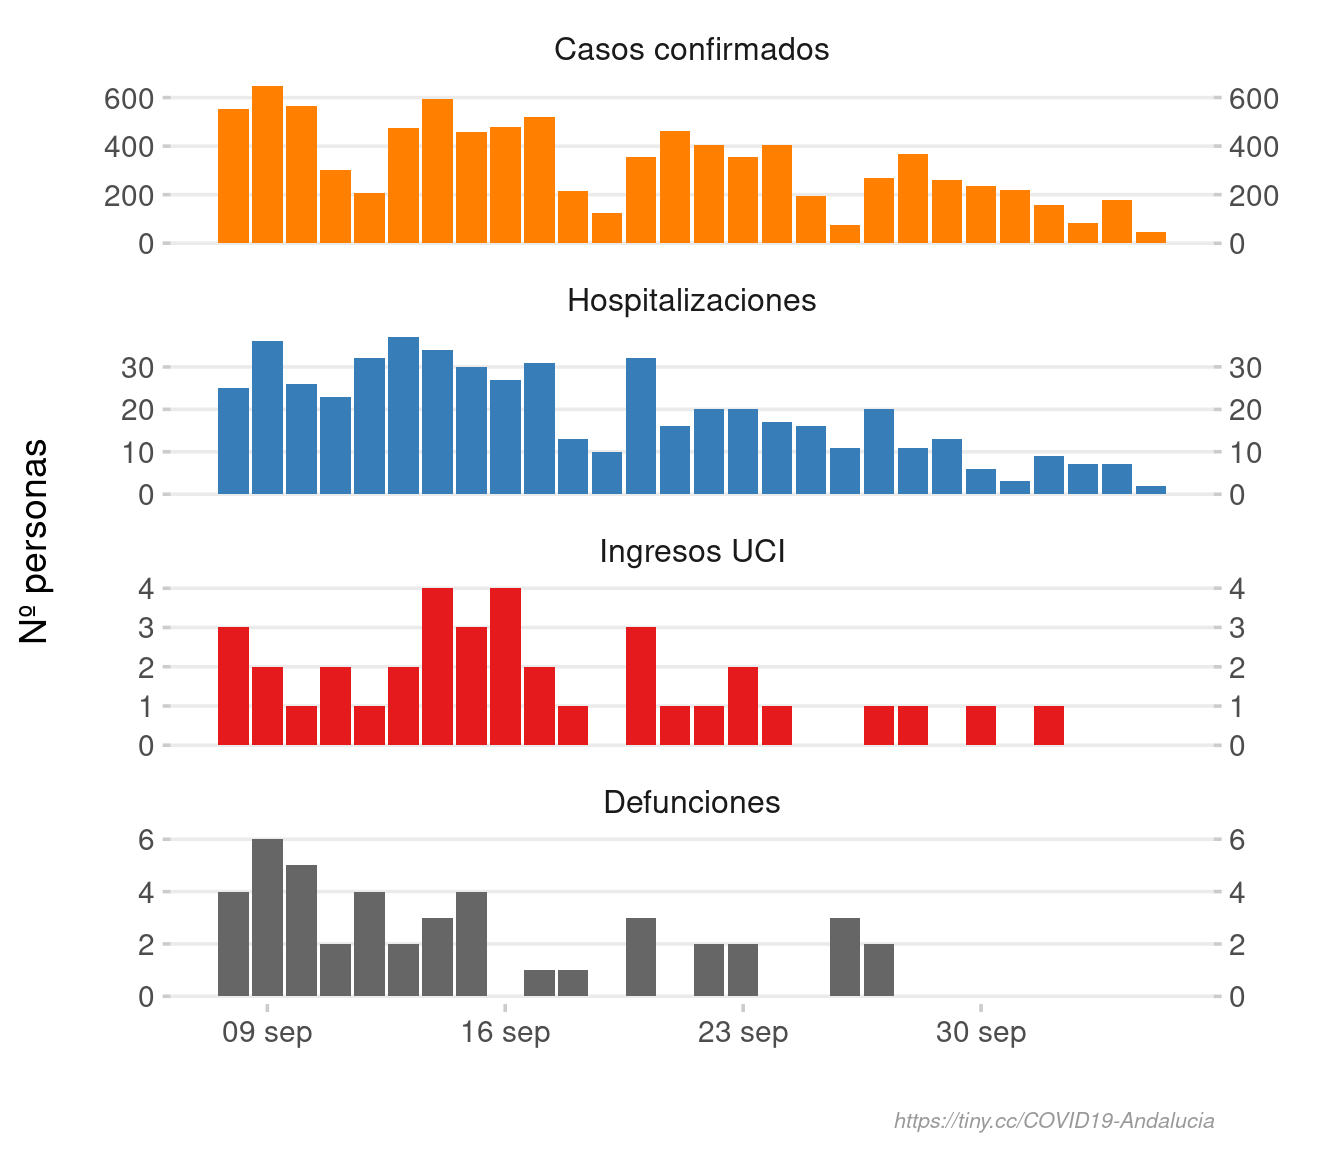 Casos confirmados
600 600
400 400
200 200
0 0
Hospitalizaciones
30 30
20 20
10 10
0 0
Nº personas
Ingresos UCI
4 4
3 3
2 2
1 1
0 0
Defunciones
6 6
4 4
2 2
0 0
09 sep 16 sep 23 sep 30 sep
https://tiny.cc/COVID19-Andalucia